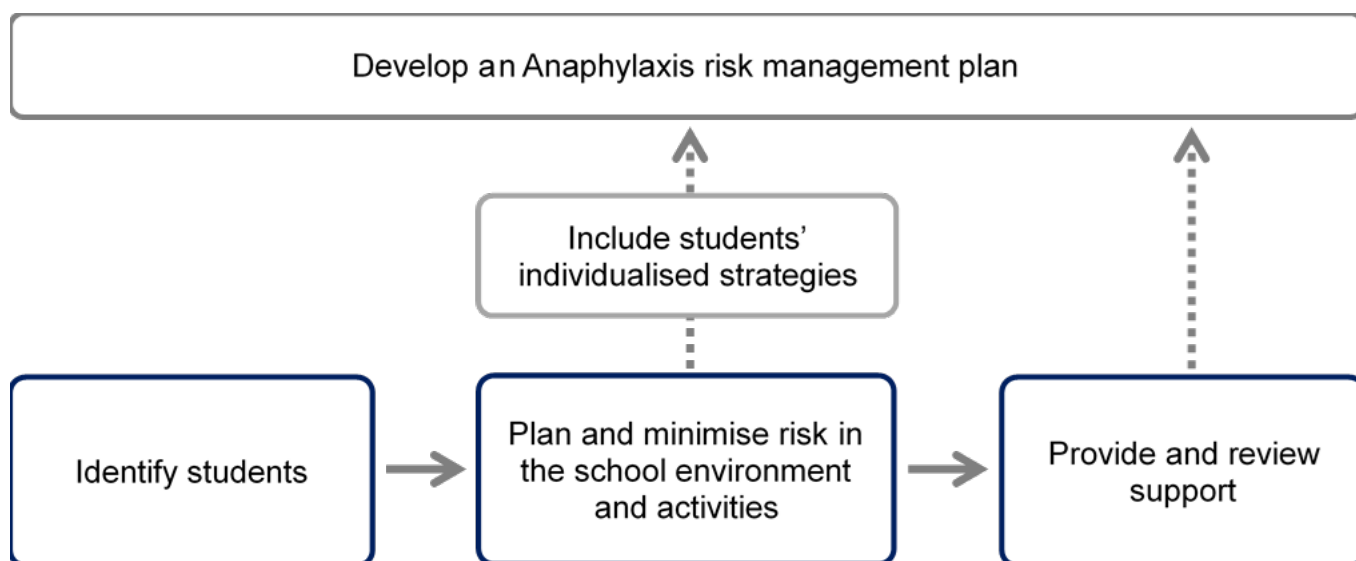 Develop an Anaphylaxis risk management plan
Include students’
individualised strategies
Identify students
Plan and minimise risk in
the school environment
and activities
Provide and review
support